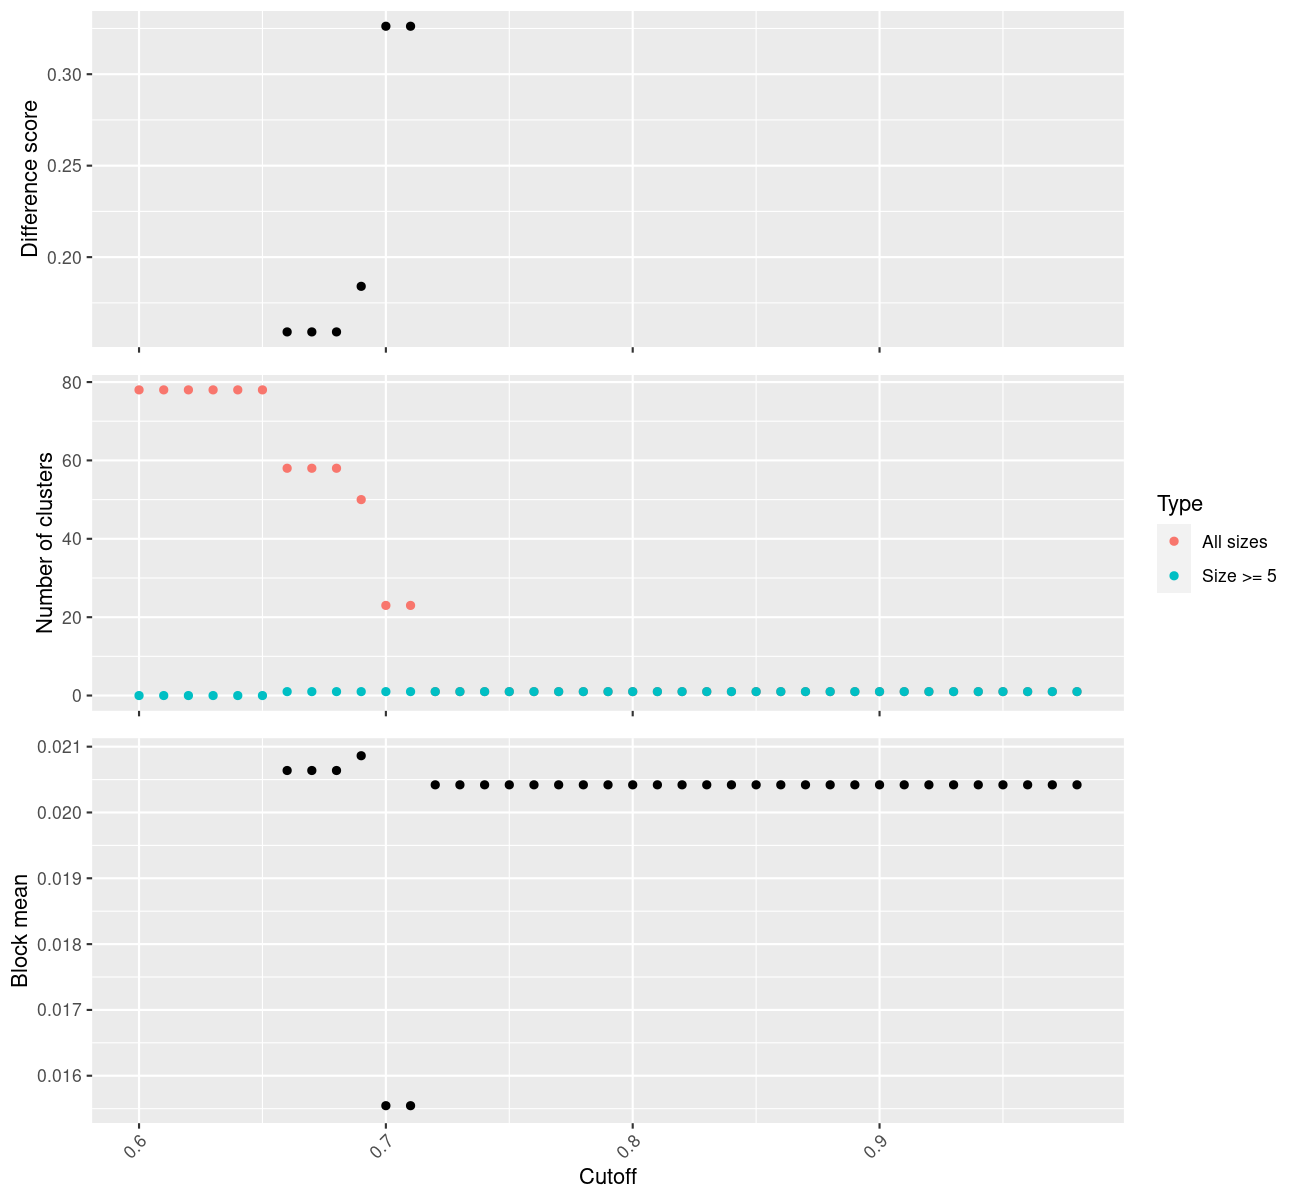 Difference score
0.30
0.25
0.20
Number of clusters
80
60
40
20
0
Type
All sizes
Size >= 5
Block mean
0.021
0.020
0.019
0.018
0.017
0.016
0.6
0.7
0.8
0.9
Cutoff